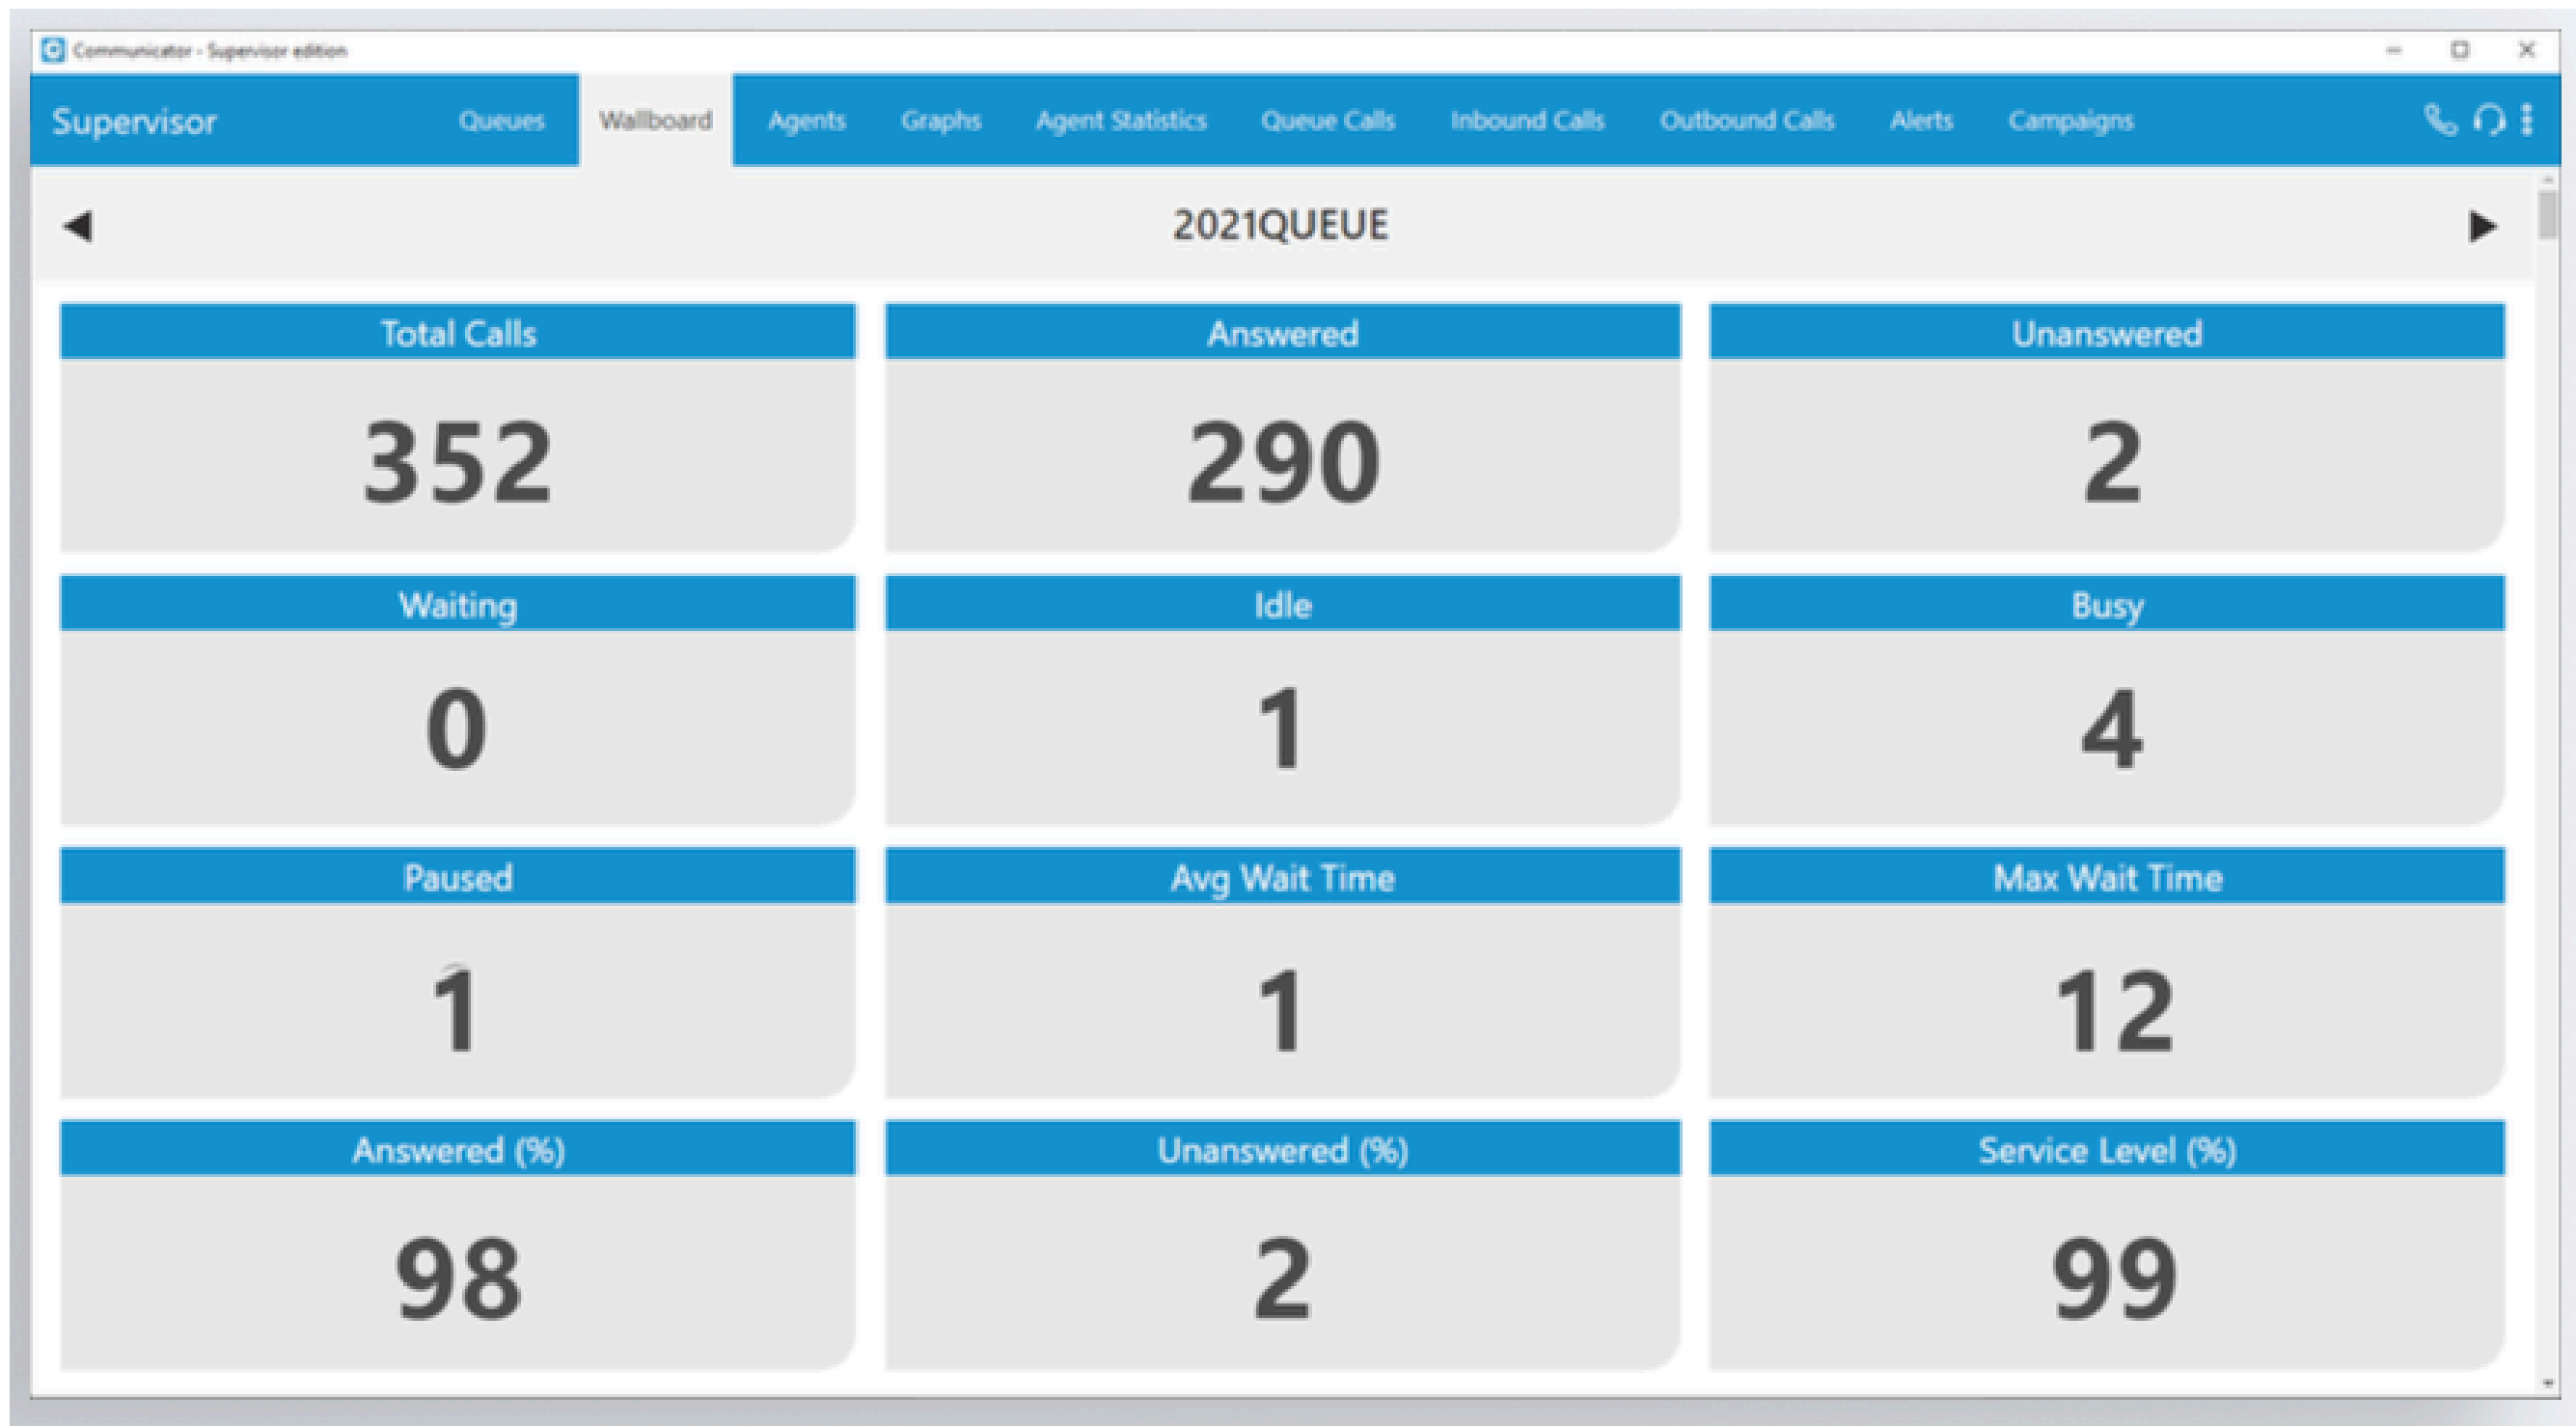 Communicator - Supervisor edition
Supervisor Queues Wallboard Agents Graphs Agent Statistics Queue Calls Inbound Calls Outbound Calls Alerts Campaigns
2021QUEUE
Total Calls Answered Unanswered
352 290 2
Waiting Idle Busy
0 1 4
Paused Avg Wait Time Max Wait Time
1 1 12
Answered (%) Unanswered (%) Service Level (%)
98 2 99